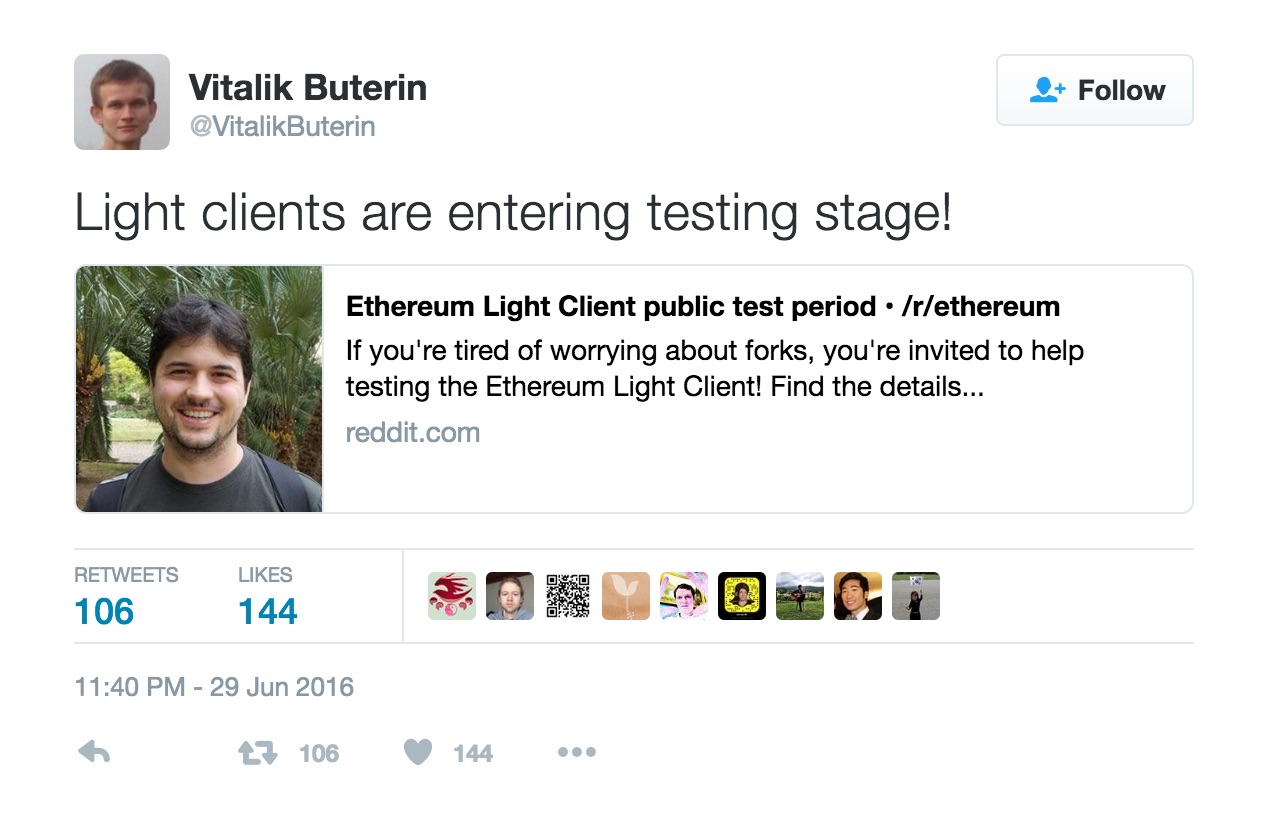 Vitalik Buterin
@VitalikButerin
Follow
Light clients are entering testing stage!
Ethereum Light Client public test period • /r/ethereum
If you're tired of worrying about forks, you're invited to help
testing the Ethereum Light Client! Find the details...
reddit.com
RETWEETS
106
LIKES
144
11:40 PM - 29 Jun 2016
106
144